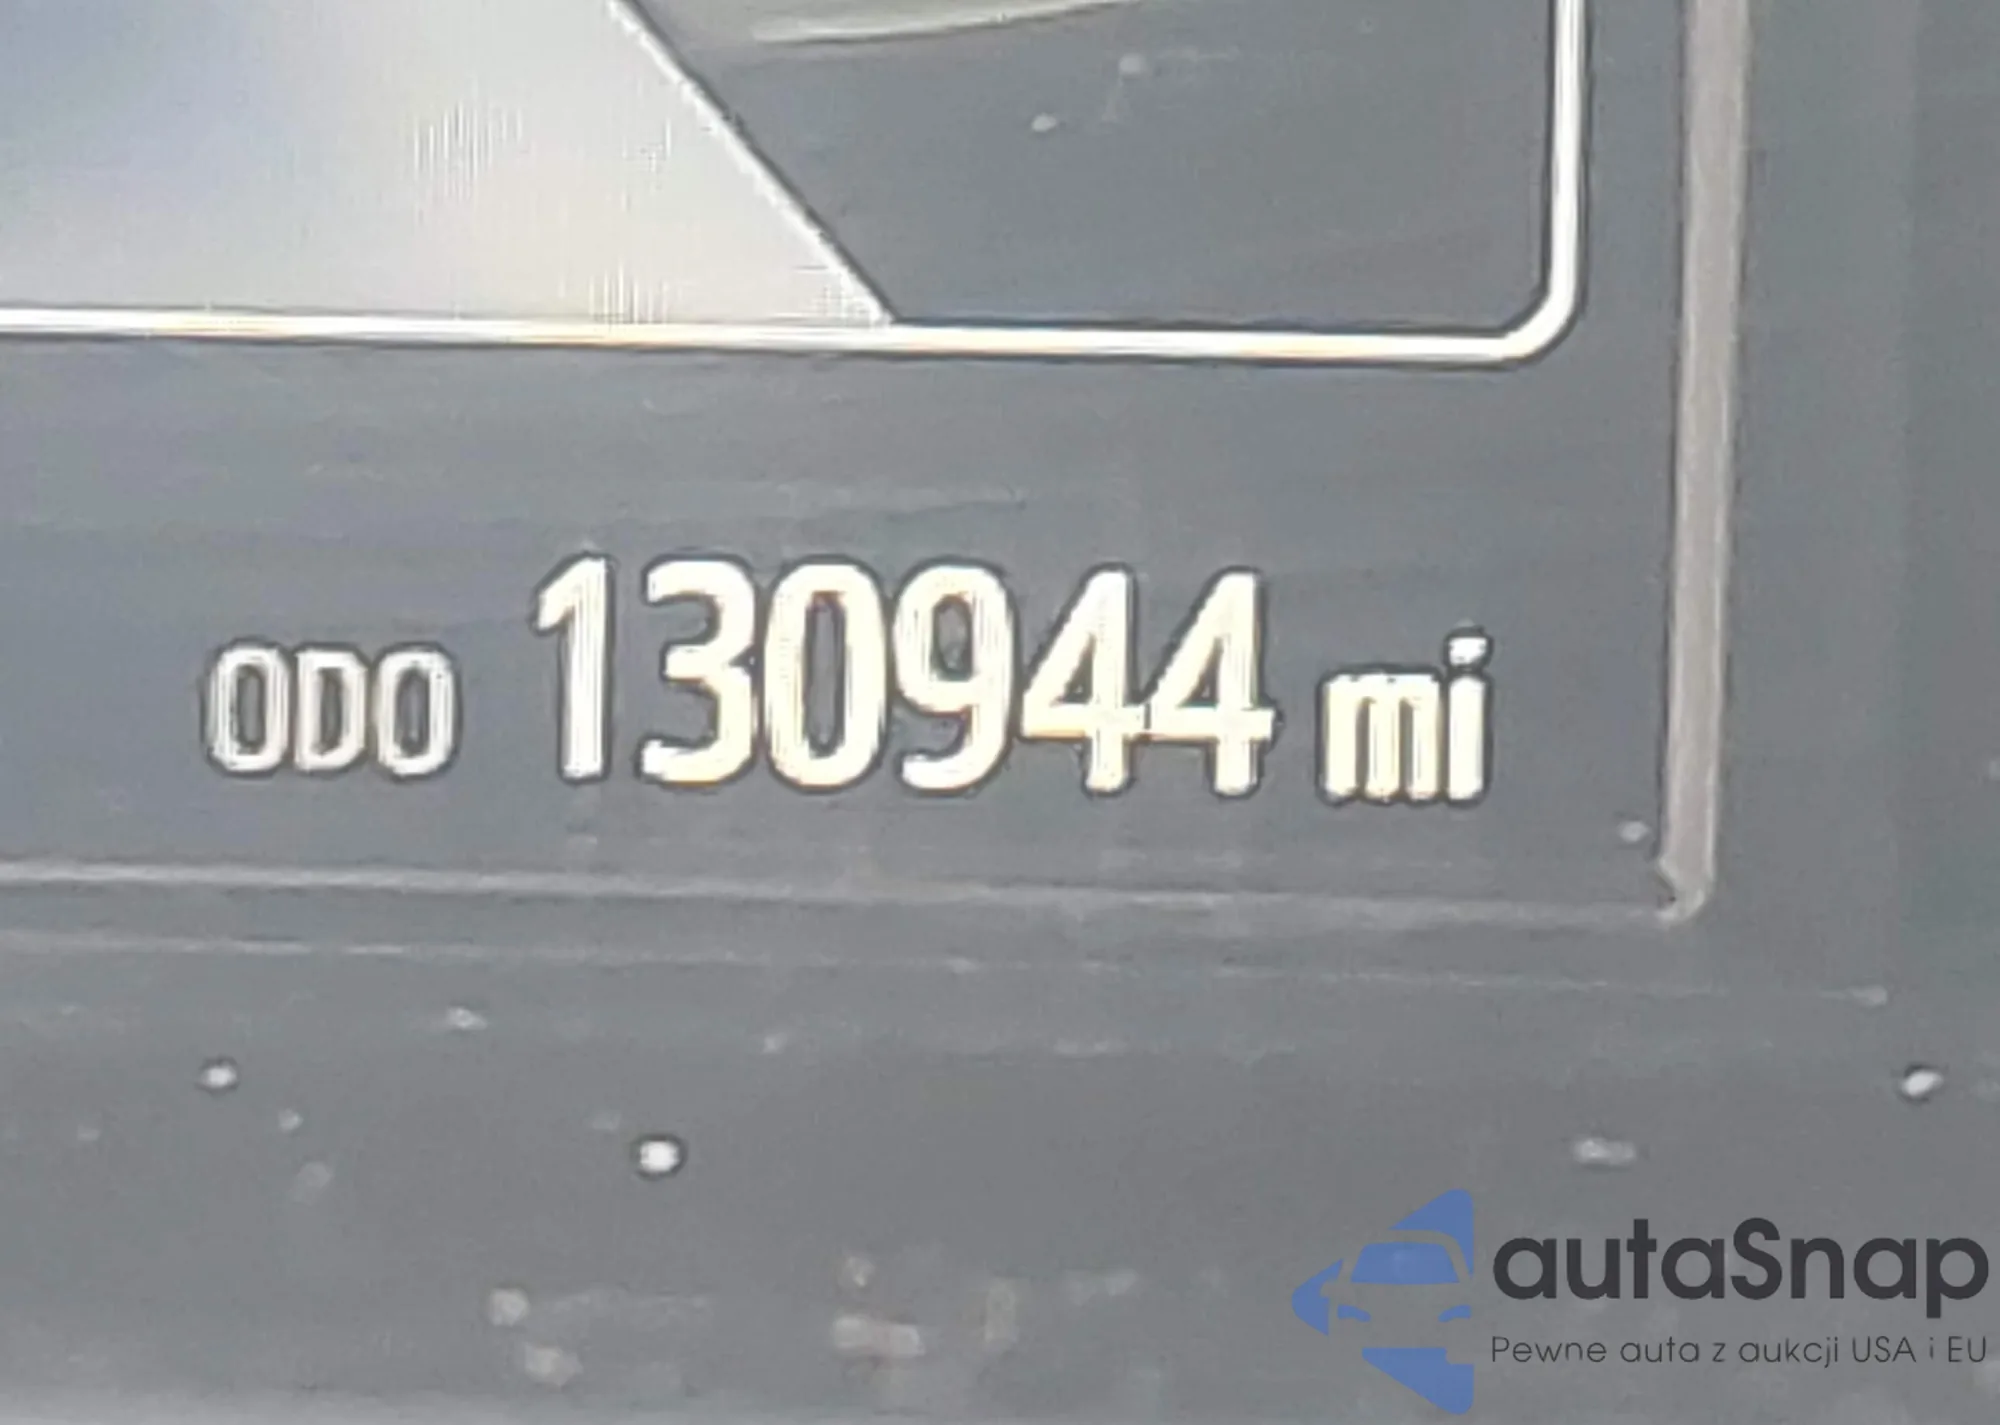 ODO 130944 mi
autaSnap
Pewne auta z aukcji USA i EU